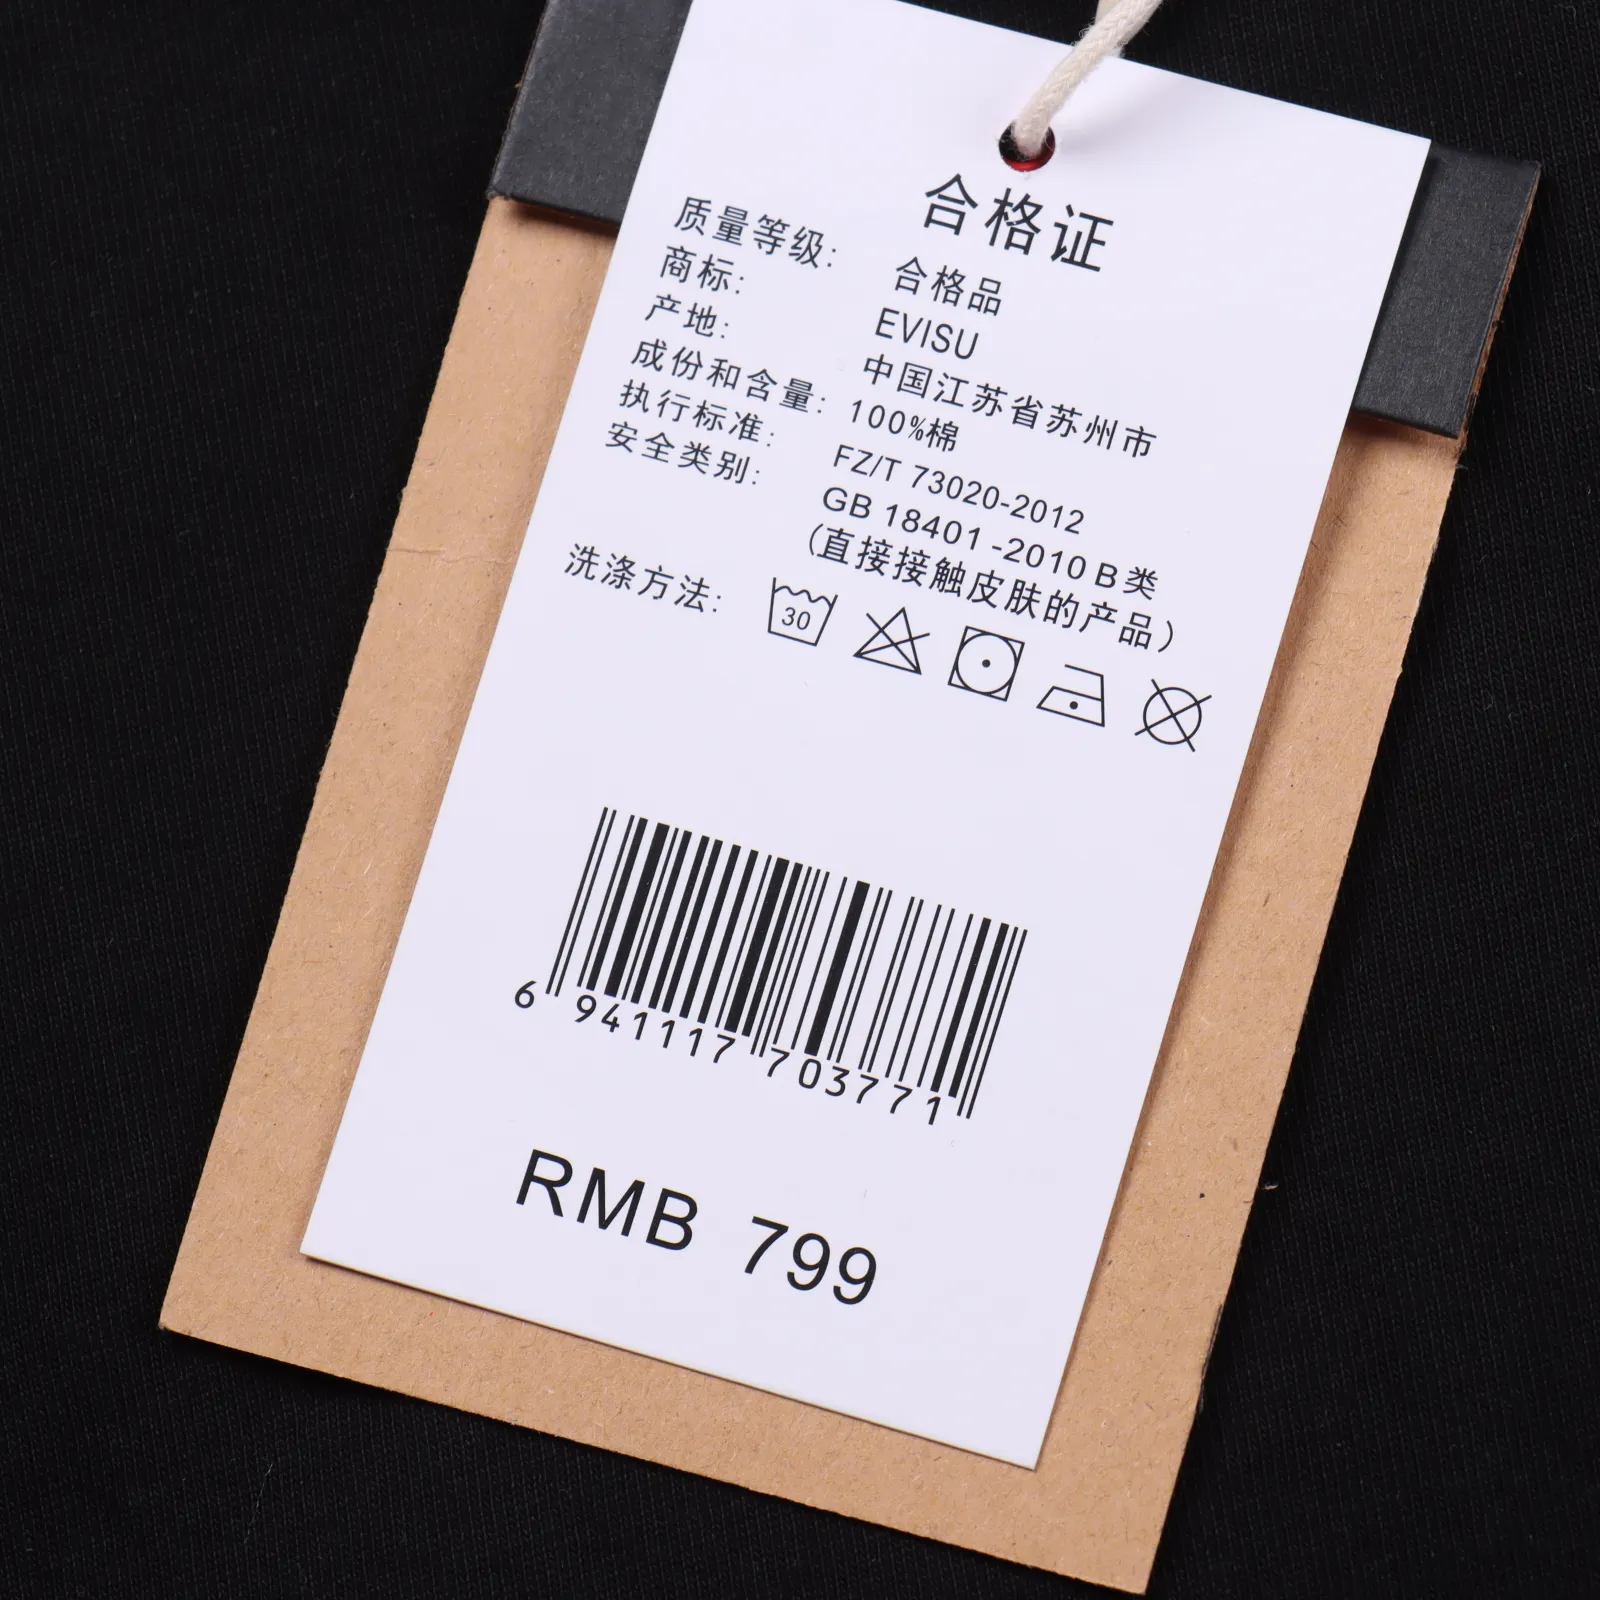 合格证
质量等级: 合格品
商标: EVISU
产地: 中国江苏省苏州市
成份和含量: 100%棉
执行标准: FZ/T 73020-2012
安全类别: GB 18401 -2010 B 类
(直接接触皮肤的产品)
洗涤方法:
30
6 941117 703771
RMB 799